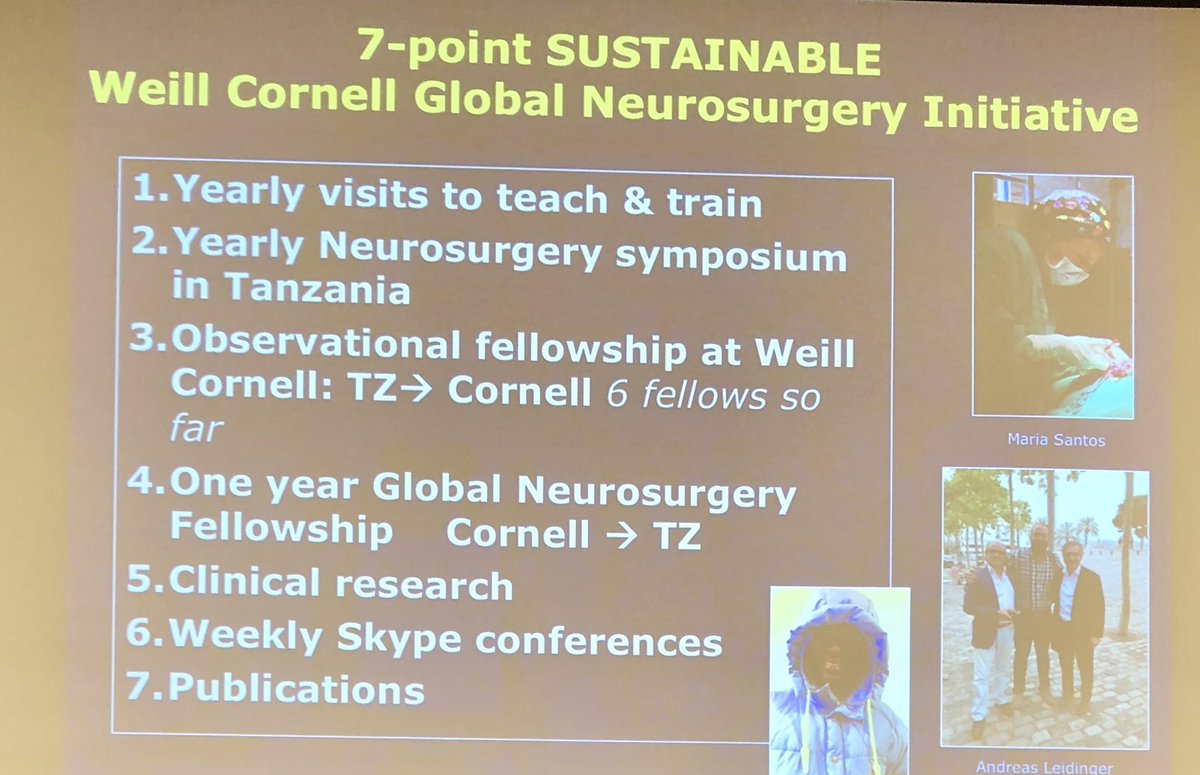 7-point SUSTAINABLE
Weill Cornell Global Neurosurgery Initiative
1.Yearly visits to teach & train
2.Yearly Neurosurgery symposium
in Tanzania
3.Observational fellowship at Weill
Cornell: TZ→ Cornell 6 fellows so
far
4.One year Global Neurosurgery
Fellowship Cornell → TZ
5.Clinical research
6.Weekly Skype conferences
7.Publications
Maria Santos
Andreas Leidinger